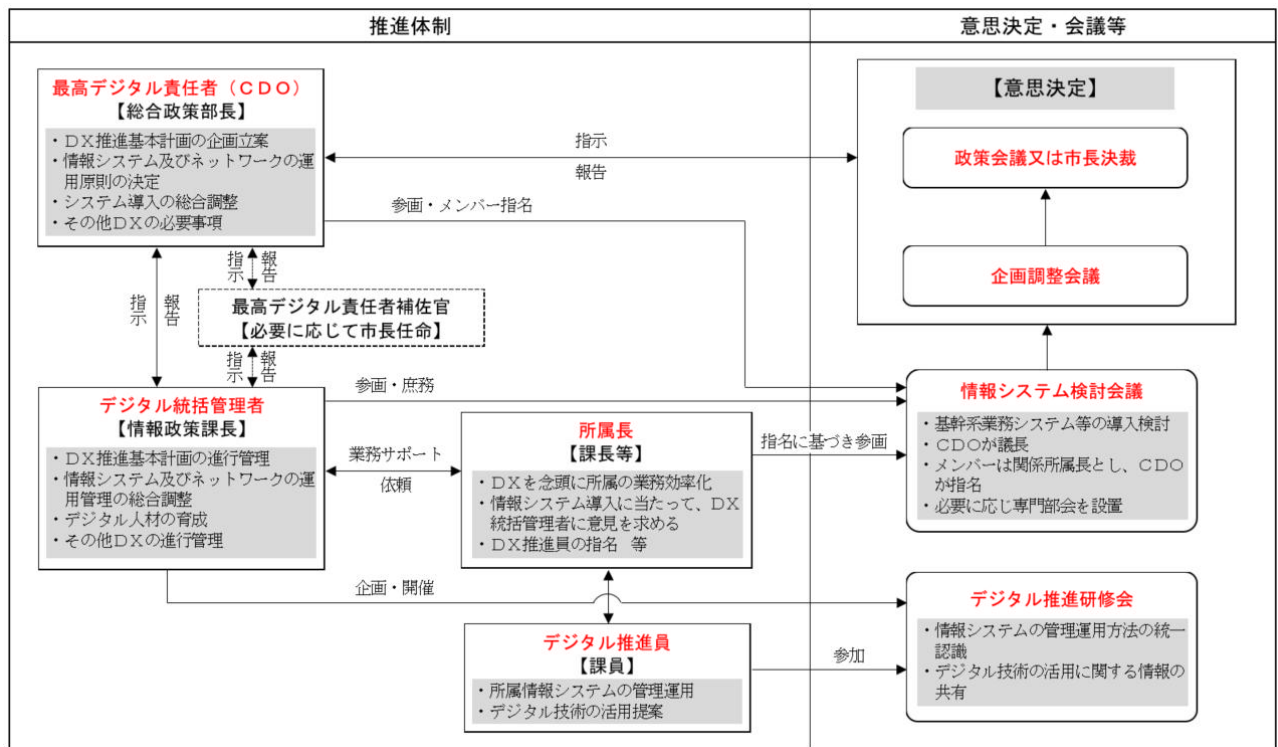 推進体制
意思決定・会議等
最高デジタル責任者（ＣＤＯ）
【総合政策部長】
・ＤＸ推進基本計画の企画立案
・情報システム及びネットワークの運
用原則の決定
・システム導入の総合調整
・その他ＤＸの必要事項
指示
報告
【意思決定】
政策会議又は市長決裁
企画調整会議
参画・メンバー指名
指示
報告
指示
報告
最高デジタル責任者補佐官
【必要に応じて市長任命】
指示
報告
デジタル統括管理者
【情報政策課長】
・ＤＸ推進基本計画の進行管理
・情報システム及びネットワークの運
用管理の総合調整
・デジタル人材の育成
・その他ＤＸの進行管理
参画・庶務
業務サポート
依頼
所属長
【課長等】
・ＤＸを念頭に所属の業務効率化
・情報システム導入に当たって、ＤＸ
統括管理者に意見を求める
・ＤＸ推進員の指名　等
指名に基づき参画
情報システム検討会議
・基幹系業務システム等の導入検討
・ＣＤＯが議長
・メンバーは関係所属長とし、ＣＤＯ
が指名
・必要に応じ専門部会を設置
企画・開催
デジタル推進員
【課員】
・所属情報システムの管理運用
・デジタル技術の活用提案
参加
デジタル推進研修会
・情報システムの管理運用方法の統一
認識
・デジタル技術の活用に関する情報の
共有